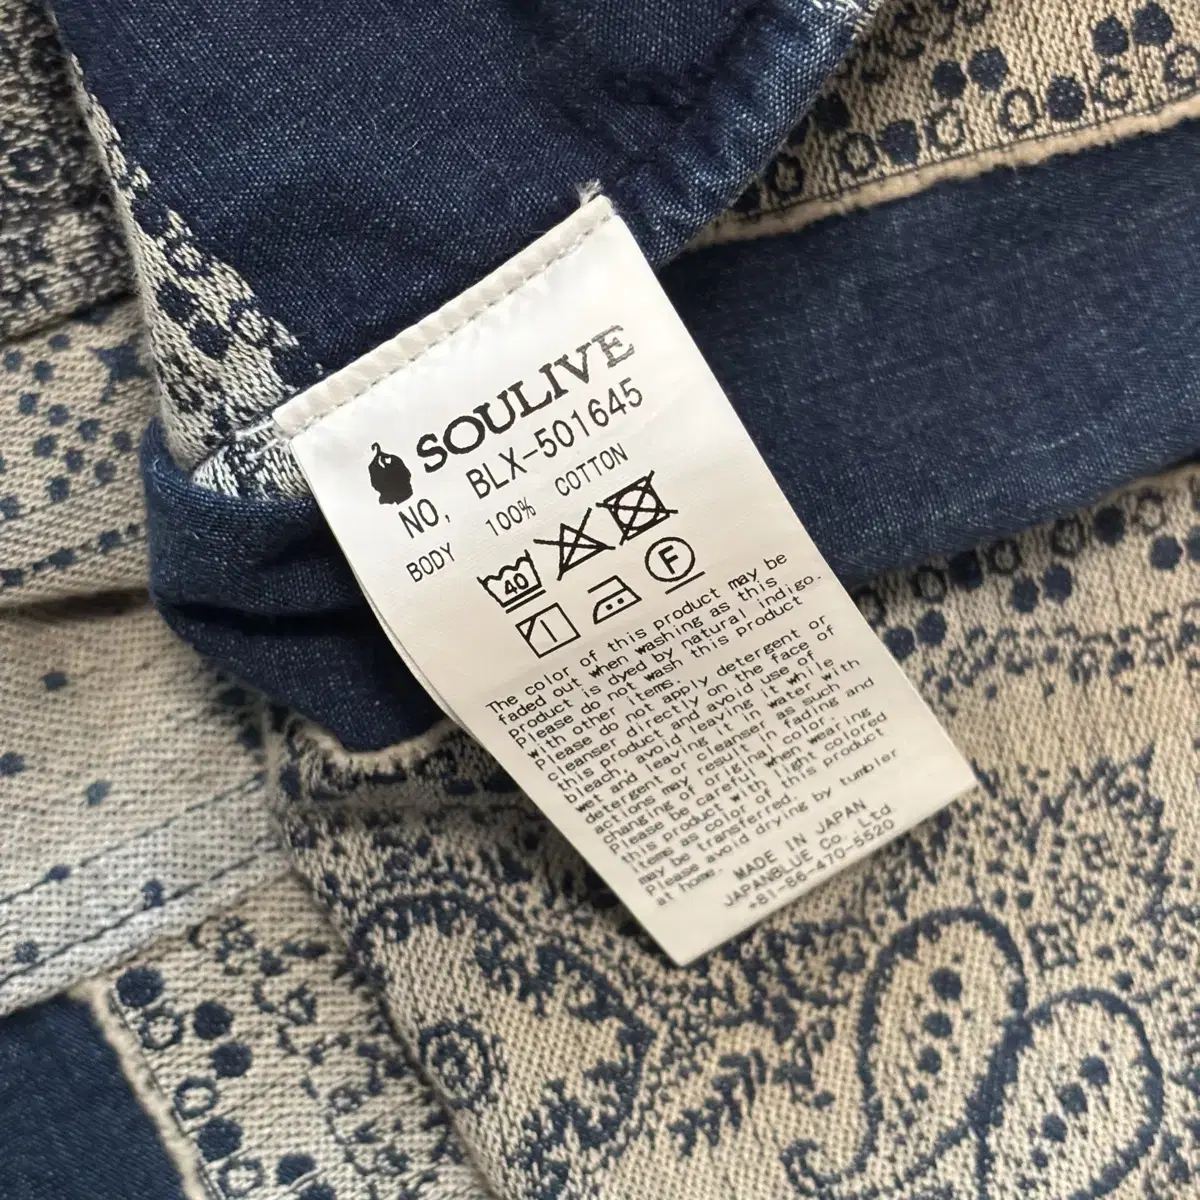 SOULIVE
NO. BLX-501645
BODY 100% COTTON
40
F
The color of this product may be
faded out when washing as this
product is dyed by natural indigo.
Please do not wash this product
with other items.
Please do not apply detergent or
cleanser directly on the face of
this product and avoid use of
bleach, avoid leaving it while
wet and leaving it in water with
detergent or cleanser as such
actions may result in fading and
changing of original color.
Please be careful when wearing
this product with light colored
items as color of this product
may be transferred.
Please avoid drying by tumbler
at home.
MADE IN JAPAN
JAPANBLUE Co. Ltd
+81-86-470-5520